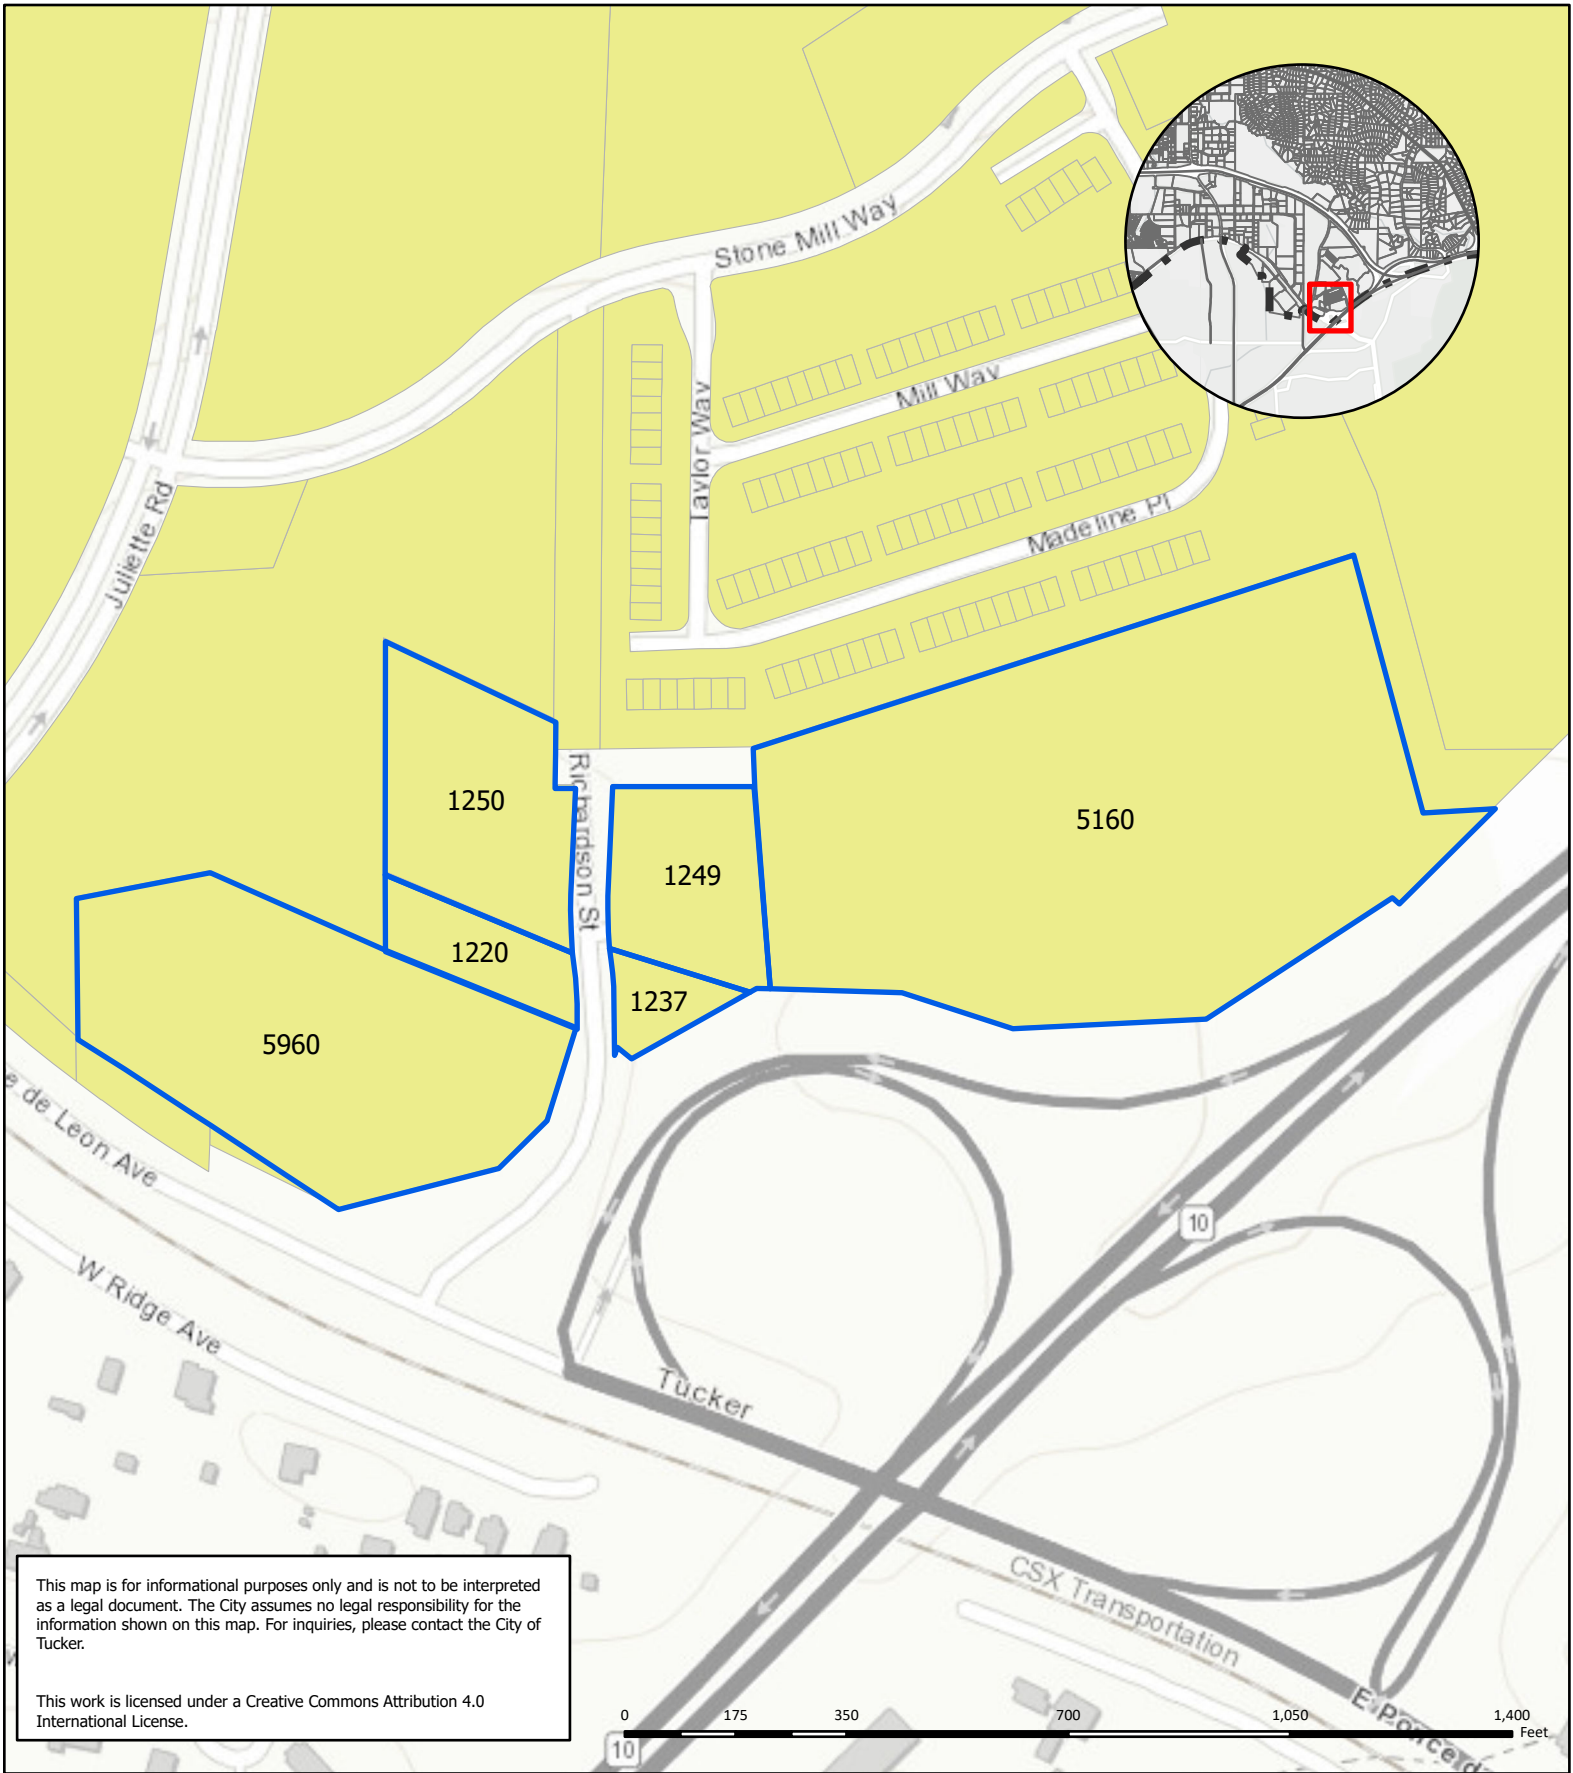 Stone Mill Way
Mill Way
Taylor Way
Madeline Pl
Juliette Rd
Richardson St
1250
5160
1249
1220
1237
5960
e de Leon Ave
W Ridge Ave
10
Tucker
CSX Transportation
E Ponce d
10
This map is for informational purposes only and is not to be interpreted
as a legal document. The City assumes no legal responsibility for the
information shown on this map. For inquiries, please contact the City of
Tucker.
This work is licensed under a Creative Commons Attribution 4.0
International License.
0 175 350 700 1,050 1,400
Feet